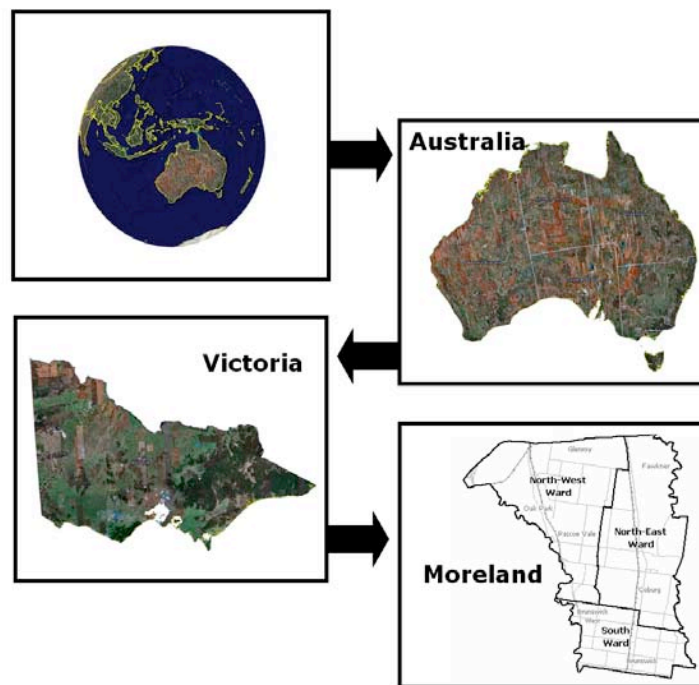 Australia
Victoria
Moreland
Glenroy
Fawkner
North-West
Ward
Oak Park
Pascoe Vale
North-East
Ward
Coburg
Brunswick
West
South
Ward
Brunswick